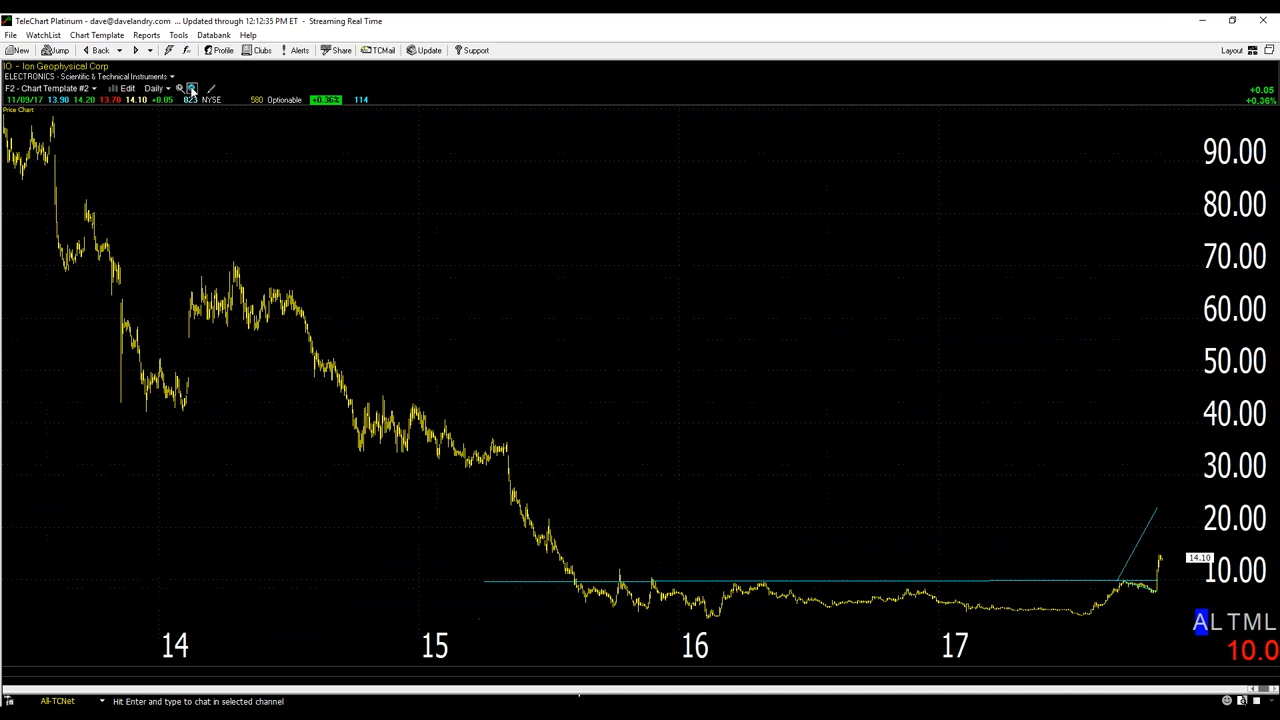 TeleChart Platinum - dave@davelandry.com ... Updated through 12:12:35 PM ET - Streaming Real Time
File WatchList Chart Template Reports Tools Databank Help
New Jump Back Profile Clubs Alerts Share TCMail Update Support Layout
IO - Ion Geophysical Corp
ELECTRONICS - Scientific & Technical Instruments
F2 - Chart Template #2 Edit Daily
+0.05
11/09/17 13.90 14.20 13.70 14.10 +0.05 823 NYSE 580 Optionable +0.36% 114
+0.36%
Price Chart
90.00
80.00
70.00
60.00
50.00
40.00
30.00
20.00
14.10
10.00
ALTML
14 15 16 17
10.0
All-TCNet Hit Enter and type to chat in selected channel